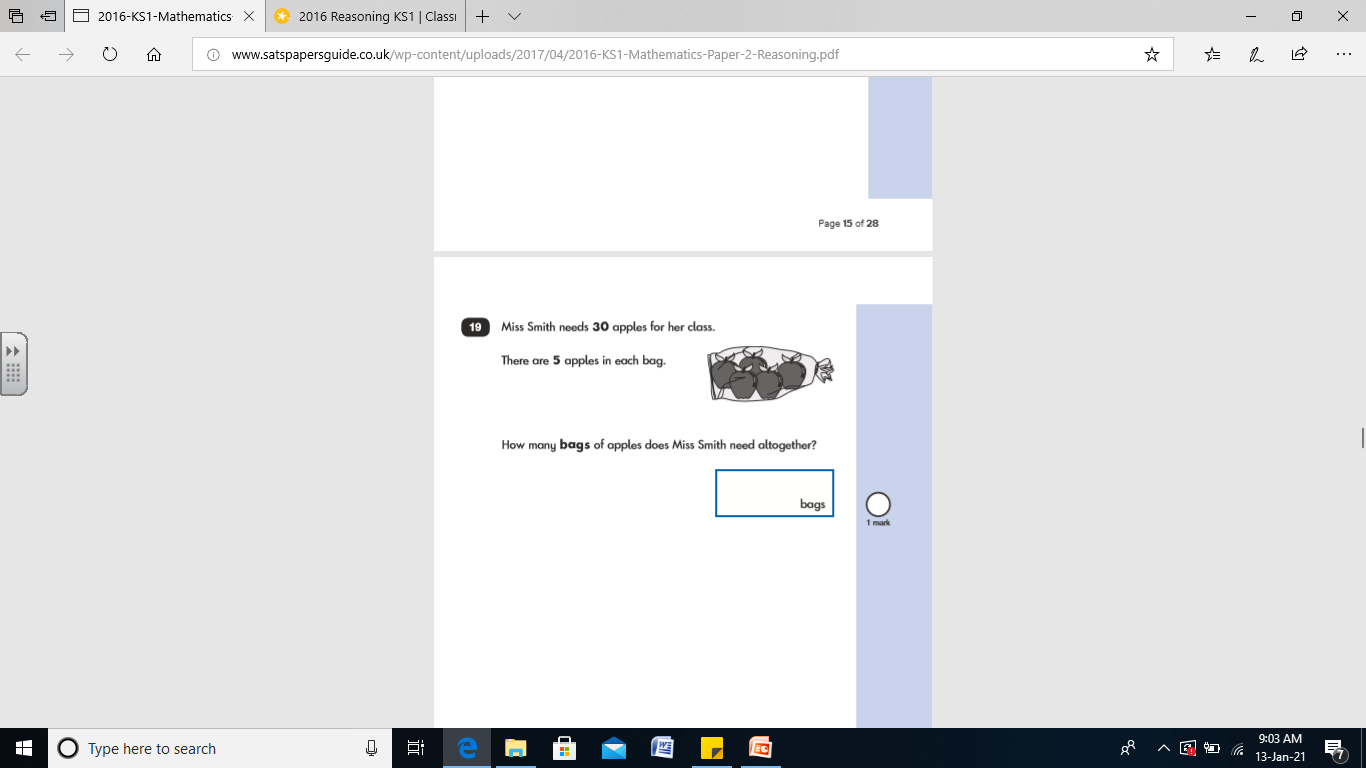 2016-KS1-Mathematics-
2016 Reasoning KS1 | Classr
www.satspapersguide.co.uk/wp-content/uploads/2017/04/2016-KS1-Mathematics-Paper-2-Reasoning.pdf
Page 15 of 28
19 Miss Smith needs 30 apples for her class.
There are 5 apples in each bag.
How many bags of apples does Miss Smith need altogether?
bags
1 mark
Type here to search
9:03 AM
13-Jan-21
7